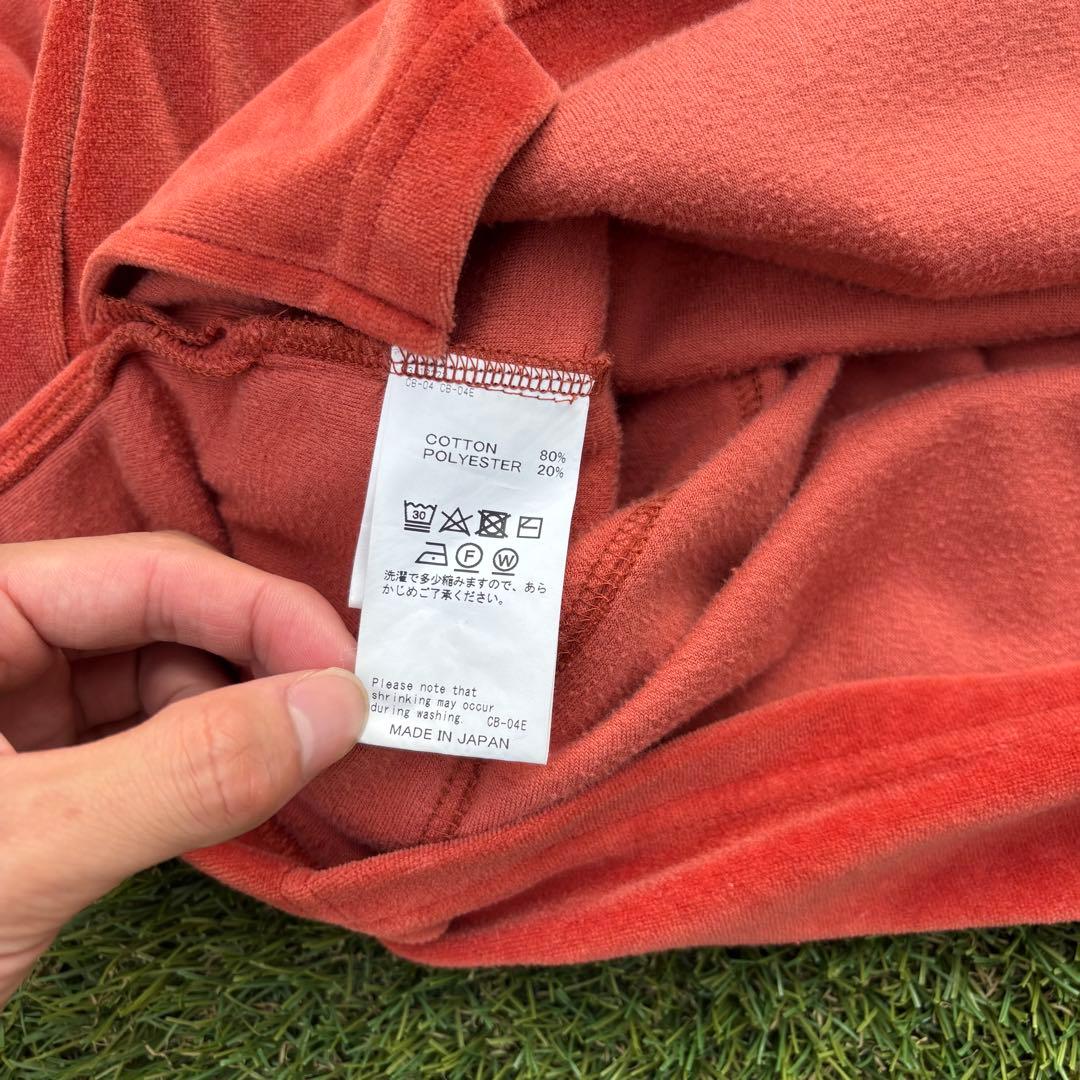 CB-04 CB-04E
COTTON 80%
POLYESTER 20%
30
F W
洗濯で多少縮みますので、あら
かじめご了承ください。
Please note that
shrinking may occur
during washing. CB-04E
MADE IN JAPAN